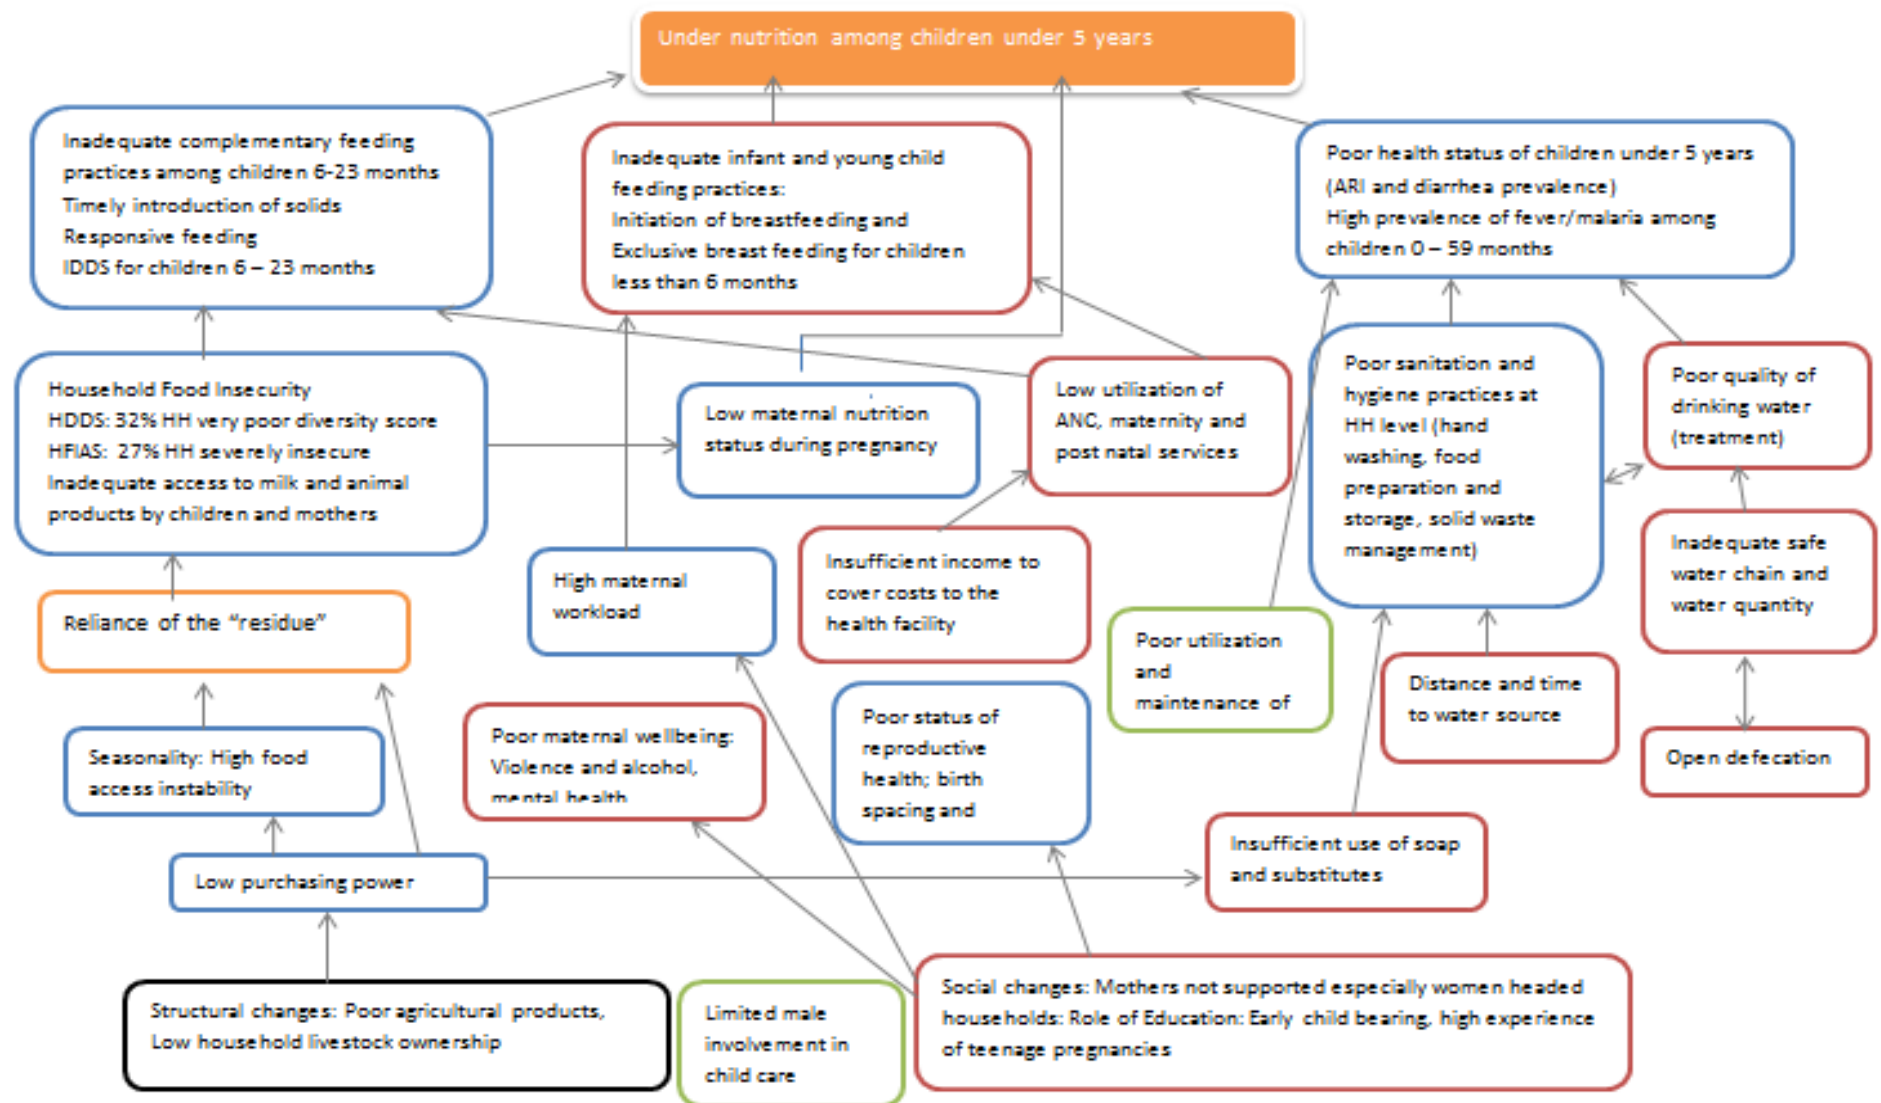 Under nutrition among children under 5 years
Inadequate complementary feeding
practices among children 6-23 months
Timely introduction of solids
Responsive feeding
IDDS for children 6 – 23 months
Inadequate infant and young child
feeding practices:
Initiation of breastfeeding and
Exclusive breast feeding for children
less than 6 months
Poor health status of children under 5 years
(ARI and diarrhea prevalence)
High prevalence of fever/malaria among
children 0 – 59 months
Household Food Insecurity
HDDS: 32% HH very poor diversity score
HFIAS: 27% HH severely insecure
Inadequate access to milk and animal
products by children and mothers
Low maternal nutrition
status during pregnancy
Low utilization of
ANC, maternity and
post natal services
Poor sanitation and
hygiene practices at
HH level (hand
washing, food
preparation and
storage, solid waste
management)
Poor quality of
drinking water
(treatment)
Inadequate safe
water chain and
water quantity
High maternal
workload
Insufficient income to
cover costs to the
health facility
Reliance of the “residue”
Poor utilization
and
maintenance of
Distance and time
to water source
Open defecation
Seasonality: High food
access instability
Poor maternal wellbeing:
Violence and alcohol,
mental health
Poor status of
reproductive
health; birth
spacing and
Insufficient use of soap
and substitutes
Low purchasing power
Structural changes: Poor agricultural products,
Low household livestock ownership
Limited male
involvement in
child care
Social changes: Mothers not supported especially women headed
households: Role of Education: Early child bearing, high experience
of teenage pregnancies